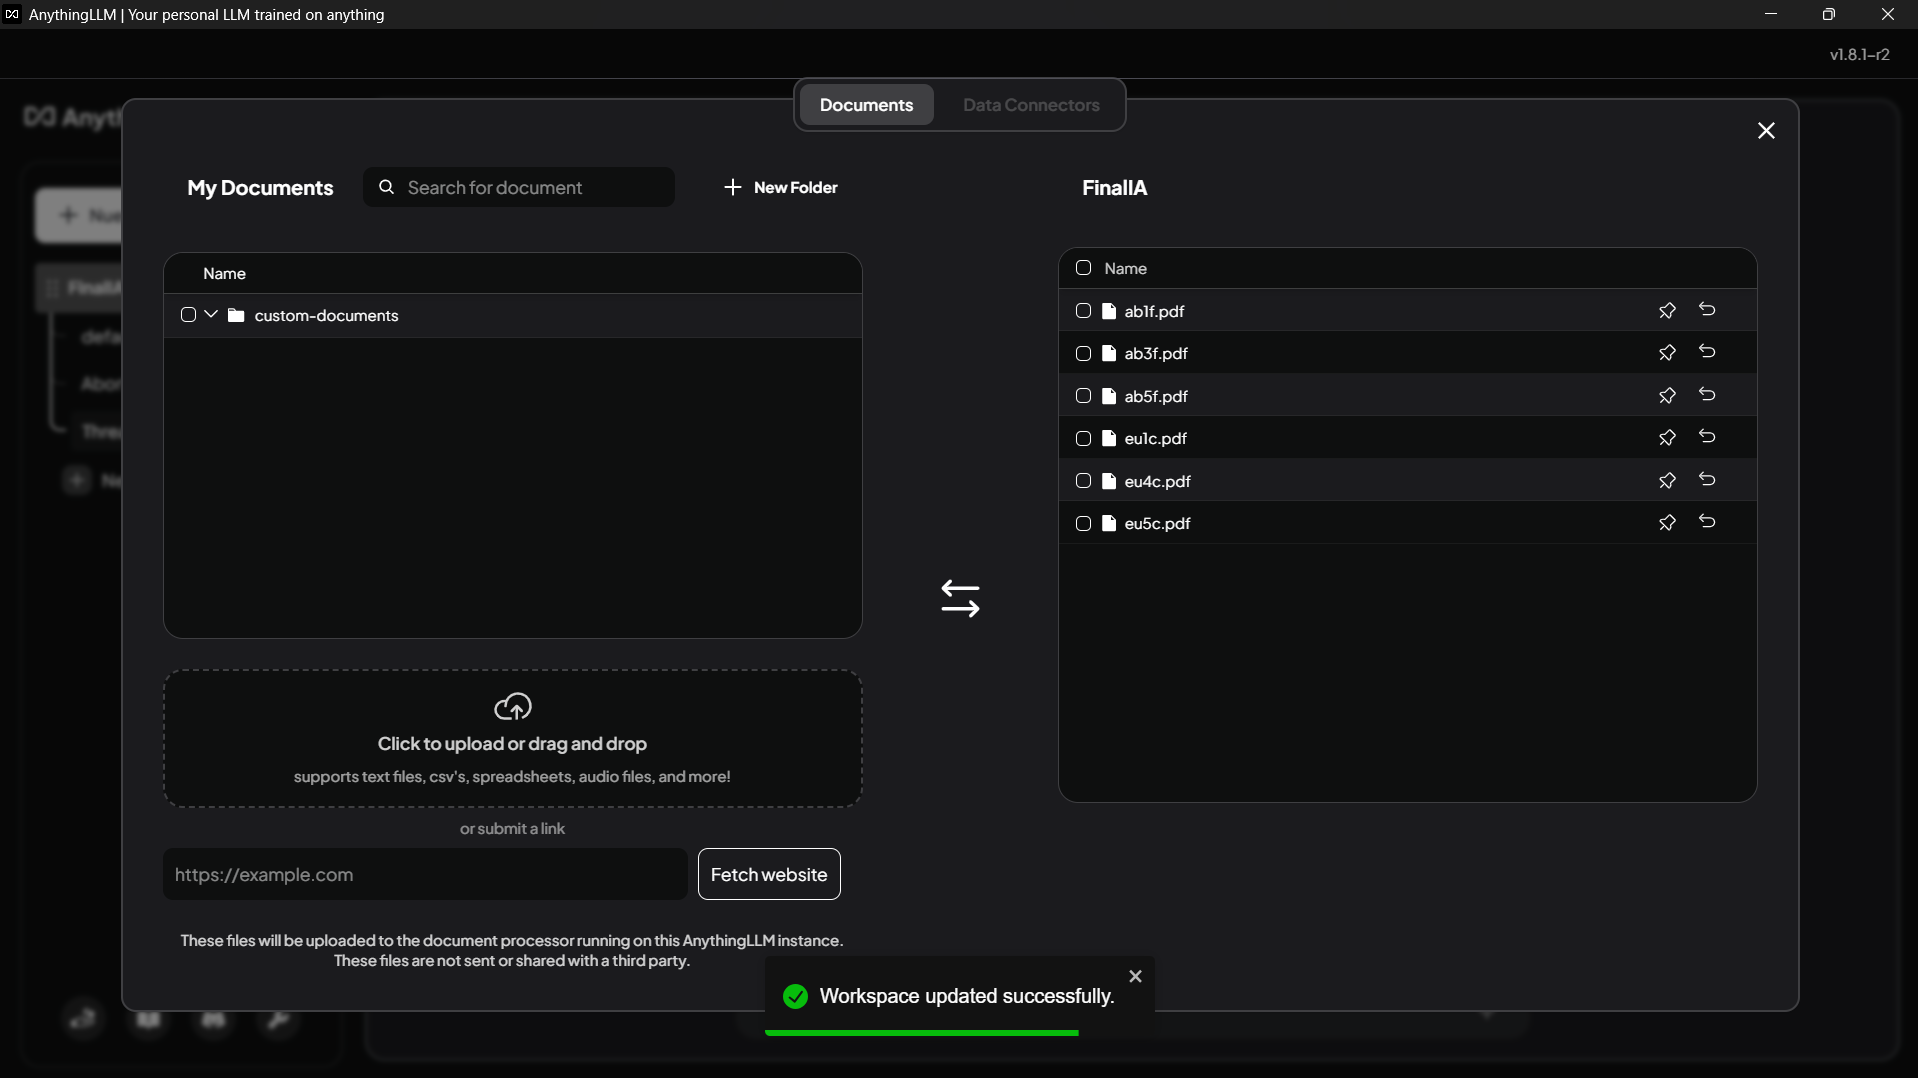 AnythingLLM | Your personal LLM trained on anything
v1.8.1-r2
Documents
Data Connectors
My Documents
Search for document
New Folder
FinalIA
Name
custom-documents
Name
ab1f.pdf
ab3f.pdf
ab5f.pdf
eu1c.pdf
eu4c.pdf
eu5c.pdf
Click to upload or drag and drop
supports text files, csv's, spreadsheets, audio files, and more!
or submit a link
https://example.com
Fetch website
These files will be uploaded to the document processor running on this AnythingLLM instance.
These files are not sent or shared with a third party.
Workspace updated successfully.